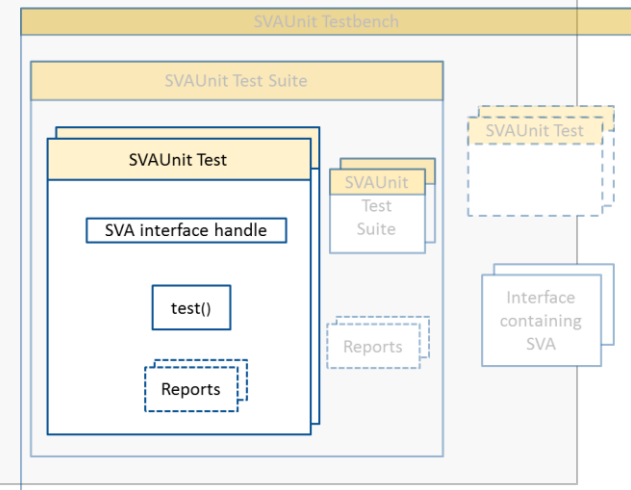 SVAUnit Testbench
SVAUnit Test Suite
SVAUnit Test
SVA interface handle
test()
Reports
SVAUnit
Test
Suite
Reports
SVAUnit Test
Interface
containing
SVA